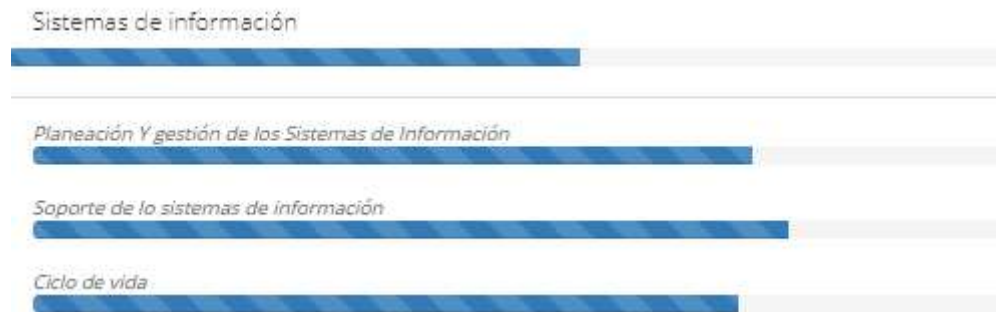 Sistemas de información
Planeación Y gestión de los Sistemas de Información
Soporte de lo sistemas de información
Ciclo de vida